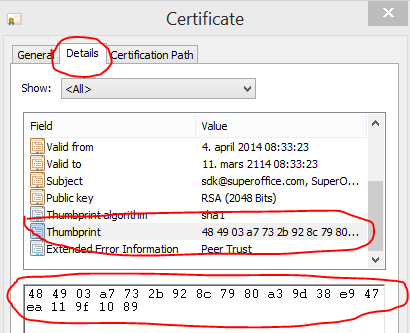 Certificate
General Details Certification Path
Show: <All>
Field Value
Valid from 4. april 2014 08:33:23
Valid to 11. mars 2114 08:33:23
Subject sdk@superoffice.com, SuperO...
Public key RSA (2048 Bits)
Thumbprint algorithm sha1
Thumbprint 48 49 03 a7 73 2b 92 8c 79 80...
Extended Error Information Peer Trust
48 49 03 a7 73 2b 92 8c 79 80 a3 9d 38 e9 47
ea 11 9f 10 89